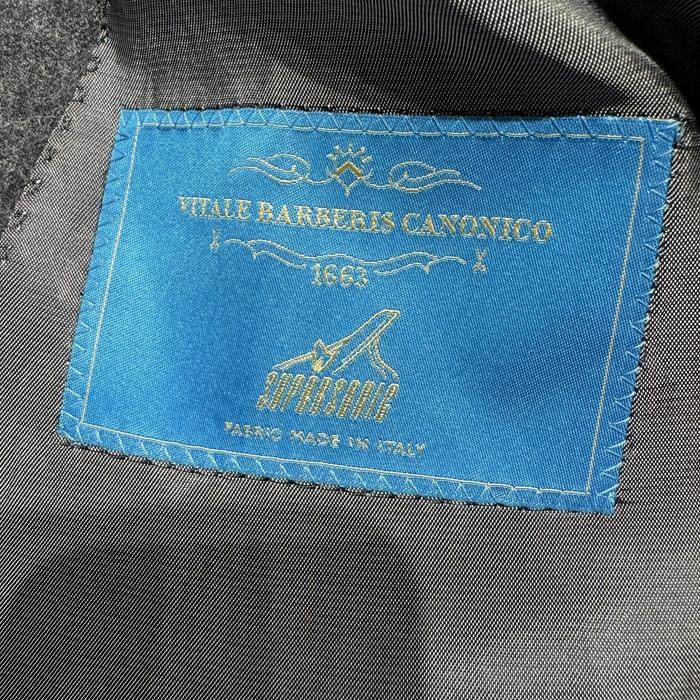 VITALE BARBERIS CANONICO
1663
SUPERSONIC
FABRIC MADE IN ITALY